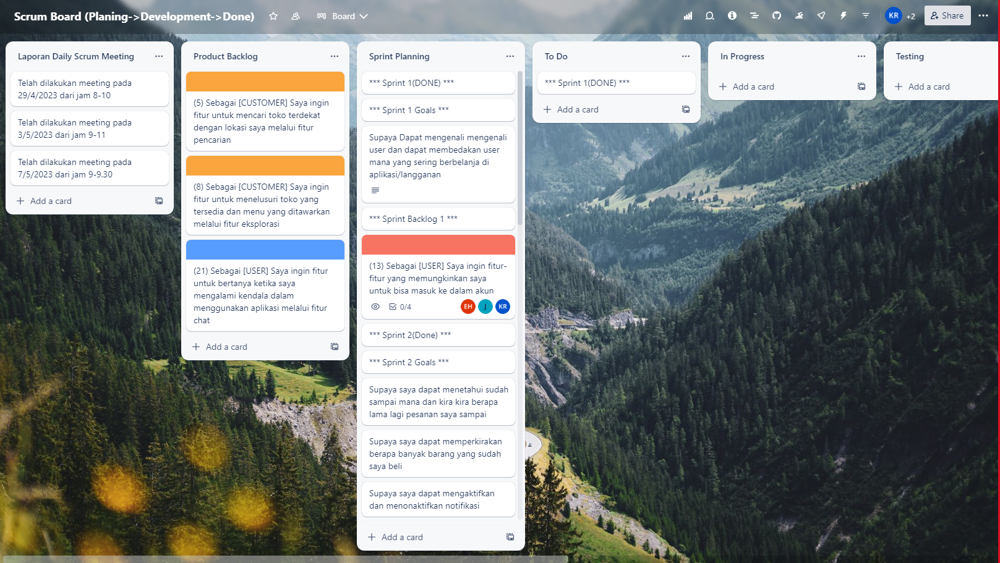 Scrum Board (Planing->Development->Done)
Board
KR
+2
Share
Laporan Daily Scrum Meeting
Telah dilakukan meeting pada
29/4/2023 dari jam 8-10
Telah dilakukan meeting pada
3/5/2023 dari jam 9-11
Telah dilakukan meeting pada
7/5/2023 dari jam 9-9.30
Add a card
Product Backlog
(5) Sebagai [CUSTOMER] Saya ingin
fitur untuk mencari toko terdekat
dengan lokasi saya melalui fitur
pencarian
(8) Sebagai [CUSTOMER] Saya ingin
fitur untuk menelusuri toko yang
tersedia dan menu yang ditawarkan
melalui fitur eksplorasi
(21) Sebagai [USER] Saya ingin fitur
untuk bertanya ketika saya
mengalami kendala dalam
menggunakan aplikasi melalui fitur
chat
Add a card
Sprint Planning
*** Sprint 1(DONE) ***
*** Sprint 1 Goals ***
Supaya Dapat mengenali mengenali
user dan dapat membedakan user
mana yang sering berbelanja di
aplikasi/langganan
*** Sprint Backlog 1 ***
(13) Sebagai [USER] Saya ingin fitur-
fitur yang memungkinkan saya
untuk bisa masuk ke dalam akun
0/4
EH
J
KR
*** Sprint 2(Done) ***
*** Sprint 2 Goals ***
Supaya saya dapat menetahui sudah
sampai mana dan kira kira berapa
lama lagi pesanan saya sampai
Supaya saya dapat memperkirakan
berapa banyak barang yang sudah
saya beli
Supaya saya dapat mengaktifkan
dan menonaktifkan notifikasi
Add a card
To Do
*** Sprint 1(DONE) ***
Add a card
In Progress
Add a card
Testing
Add a card